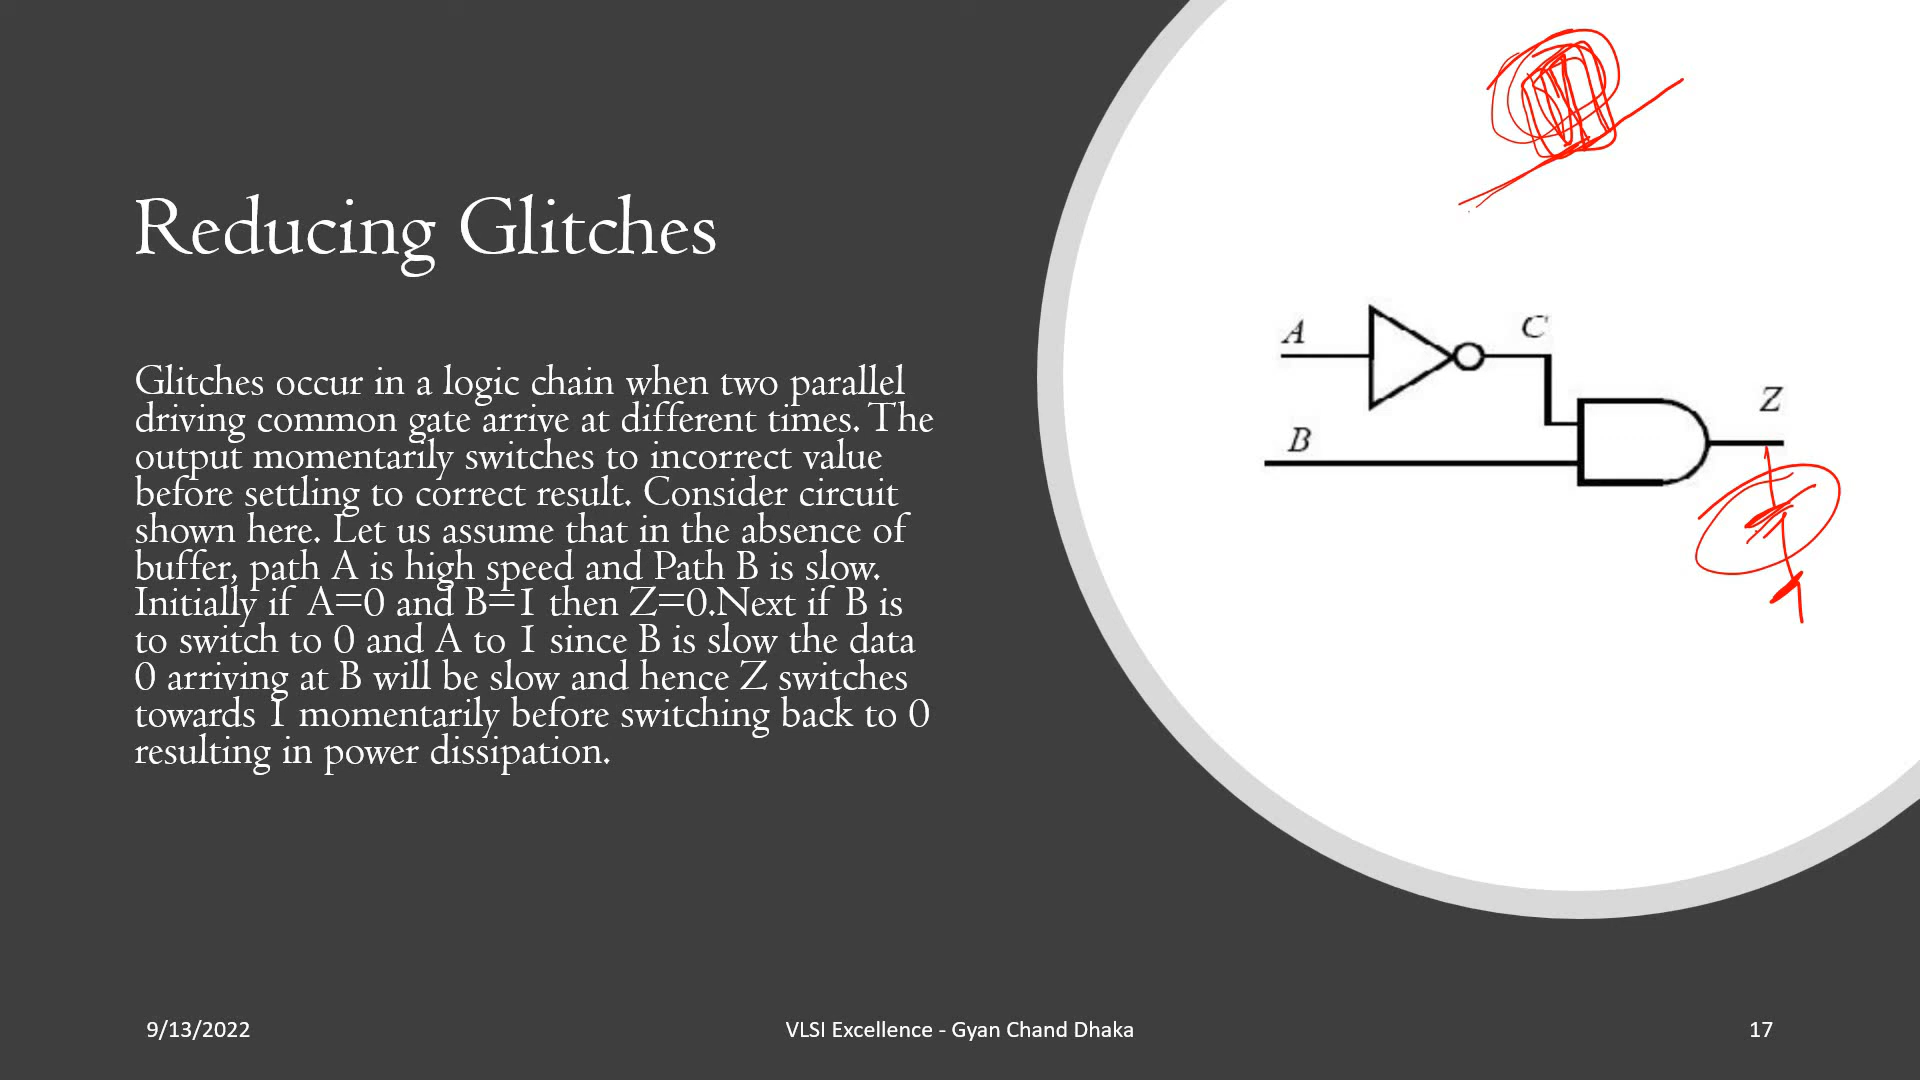 Reducing Glitches
Glitches occur in a logic chain when two parallel
driving common gate arrive at different times. The
output momentarily switches to incorrect value
before settling to correct result. Consider circuit
shown here. Let us assume that in the absence of
buffer, path A is high speed and Path B is slow.
Initially if A=0 and B=1 then Z=0.Next if B is
to switch to 0 and A to 1 since B is slow the data
0 arriving at B will be slow and hence Z switches
towards 1 momentarily before switching back to 0
resulting in power dissipation.
A
C
B
Z
9/13/2022
VLSI Excellence - Gyan Chand Dhaka
17